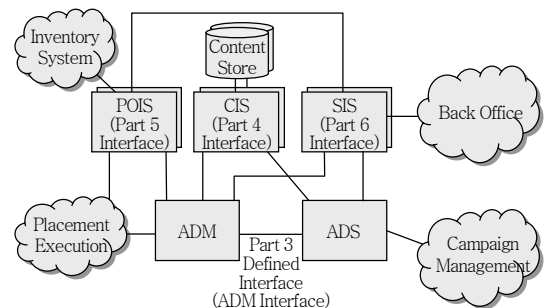 Inventory
System
Content
Store
POIS
(Part 5
Interface)
CIS
(Part 4
Interface)
SIS
(Part 6
Interface)
Back Office
Placement
Execution
ADM
Part 3
Defined
Interface
(ADM Interface)
ADS
Campaign
Management